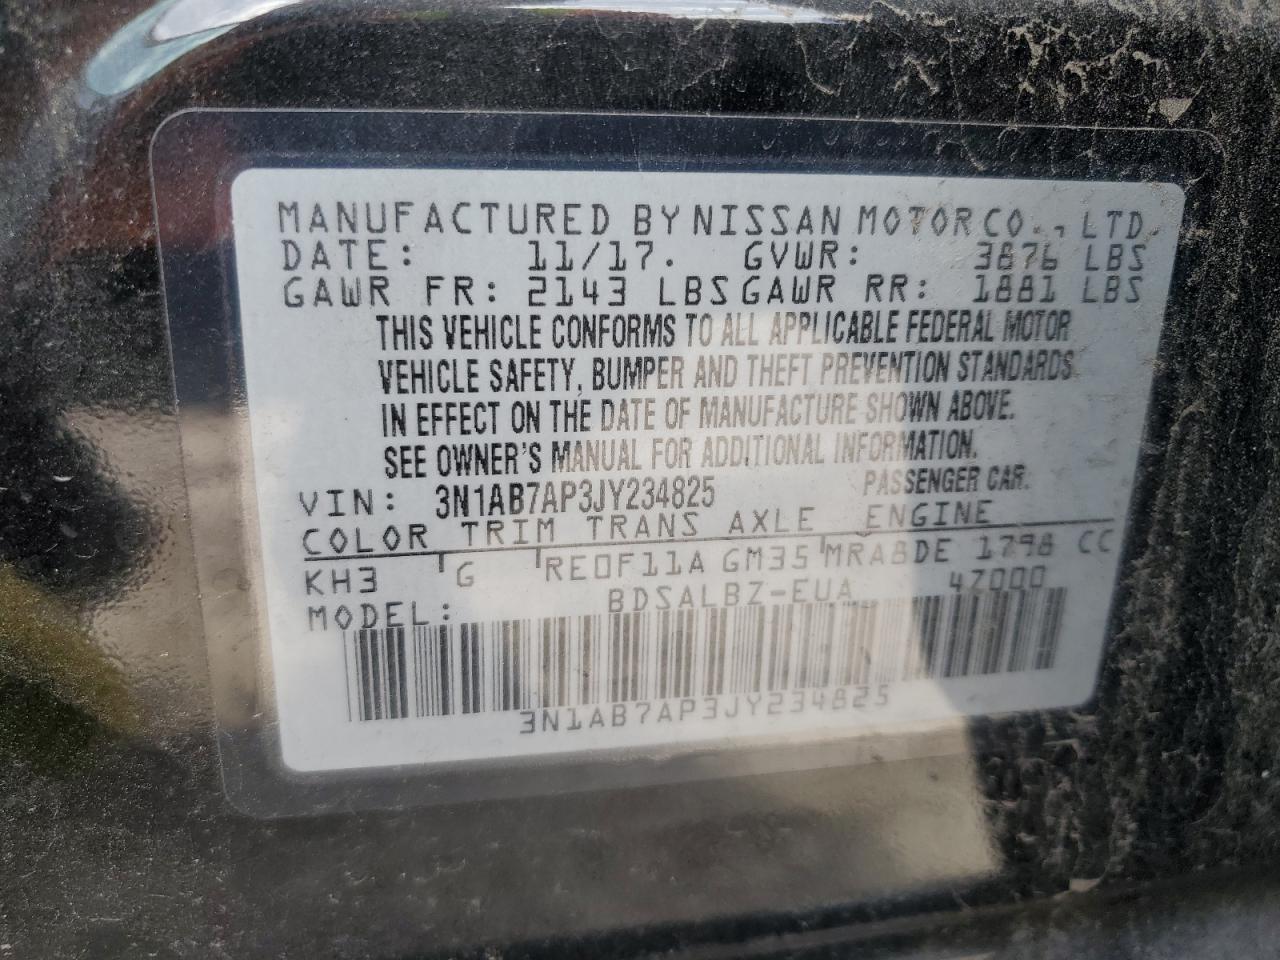 MANUFACTURED BY NISSAN MOTOR CO., LTD.
DATE: 11/17. GVWR: 3876 LBS
GAWR FR: 2143 LBS GAWR RR: 1881 LBS
THIS VEHICLE CONFORMS TO ALL APPLICABLE FEDERAL MOTOR
VEHICLE SAFETY, BUMPER AND THEFT PREVENTION STANDARDS
IN EFFECT ON THE DATE OF MANUFACTURE SHOWN ABOVE.
SEE OWNER'S MANUAL FOR ADDITIONAL INFORMATION.
VIN: 3N1AB7AP3JY234825 PASSENGER CAR.
COLOR TRIM TRANS AXLE ENGINE
KH3 G RE0F11A GM35 MRA8DE 1798 CC
MODEL: BDSALBZ-EUA 4Z000
3N1AB7AP3JY234825